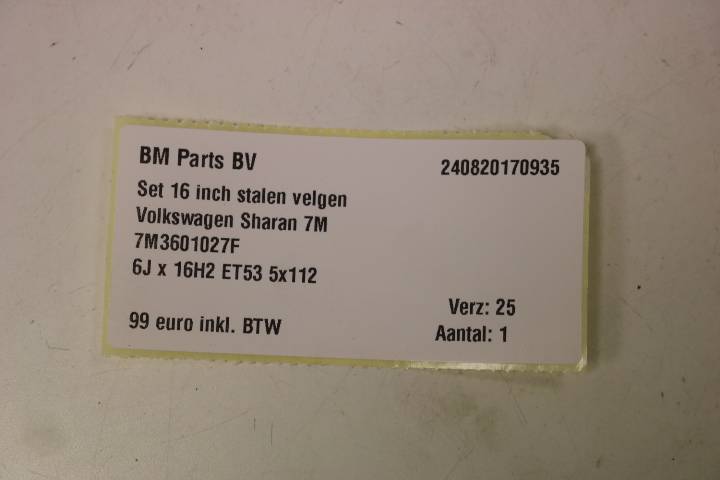 BM Parts BV 240820170935
Set 16 inch stalen velgen
Volkswagen Sharan 7M
7M3601027F
6J x 16H2 ET53 5x112
Verz: 25
99 euro inkl. BTW Aantal: 1